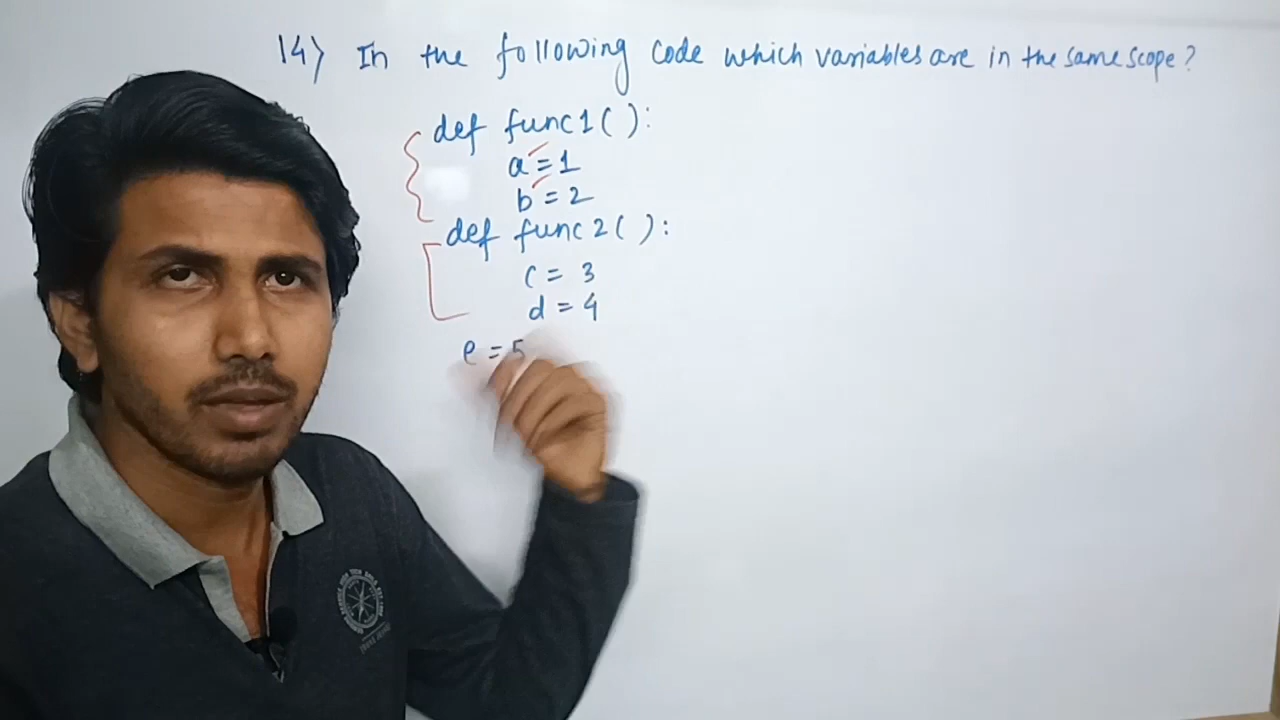 14) In the following code which variables are in the same scope?
def func1( ):
a = 1
b = 2
def func2( ):
c = 3
d = 4
e = 5